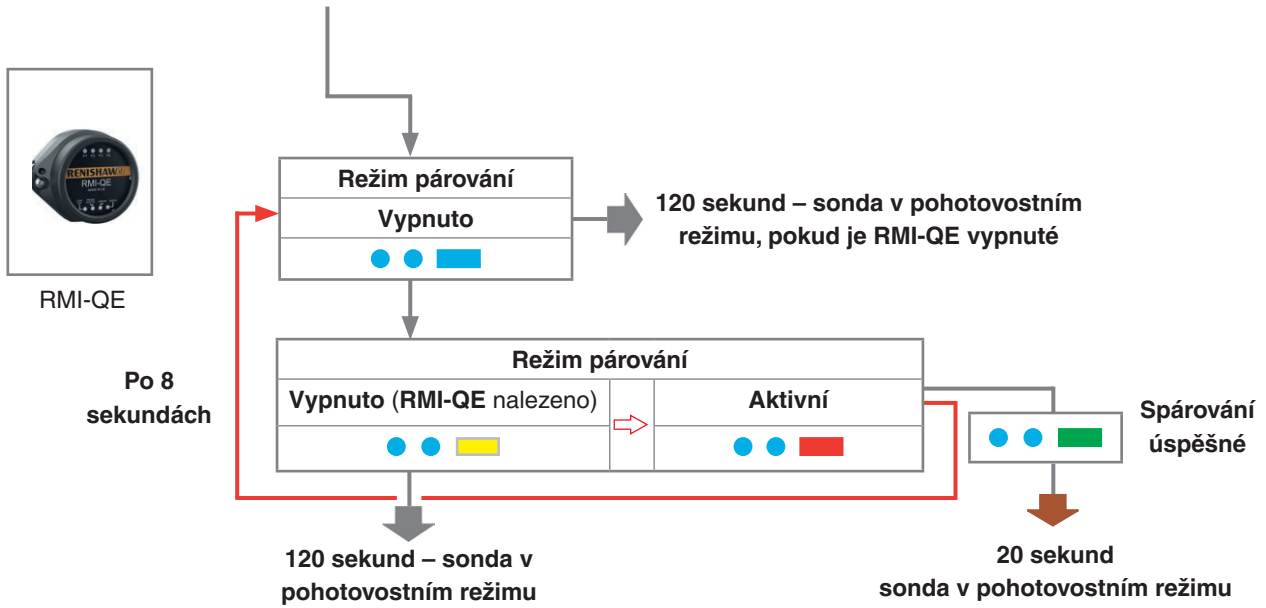 RENISHAW
RMI-QE
RMI-QE
Režim párování
Vypnuto
120 sekund – sonda v pohotovostním
režimu, pokud je RMI-QE vypnuté
Po 8
sekundách
Režim párování
Vypnuto (RMI-QE nalezeno)
Aktivní
Spárování
úspěšné
120 sekund – sonda v
pohotovostním režimu
20 sekund
sonda v pohotovostním režimu